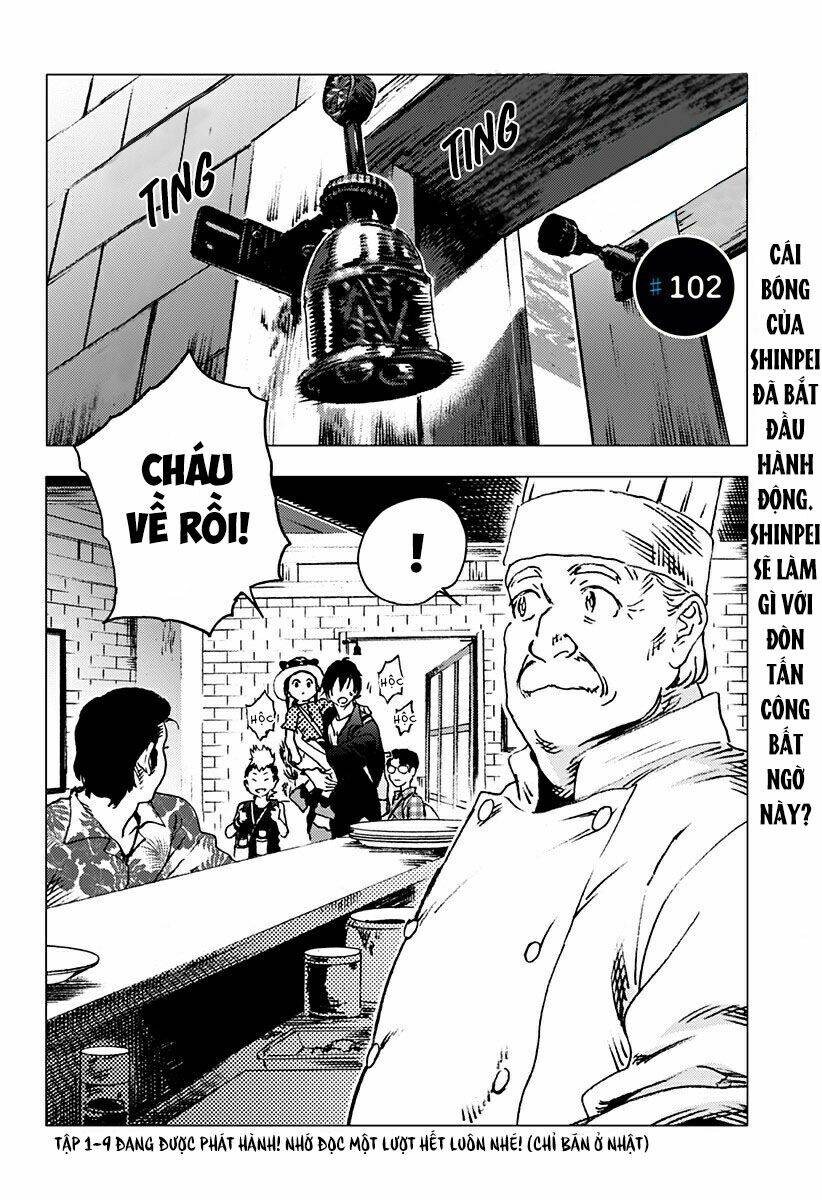 TING
TING
# 102
CÁI
BÓNG
CỦA
SHINPEI
ĐÃ BẮT
ĐẦU
HÀNH
ĐỘNG.
SHINPEI
SẼ LÀM
GÌ VỚI
ĐÒN
TẤN
CÔNG
BẤT
NGỜ
NÀY?
CHÁU
VỀ RỒI!
!
HỘC
HỘC
HỘC
TẬP 1-9 ĐANG ĐƯỢC PHÁT HÀNH! NHỚ ĐỌC MỘT LƯỢT HẾT LUÔN NHÉ! (CHỈ BÁN Ở NHẬT)